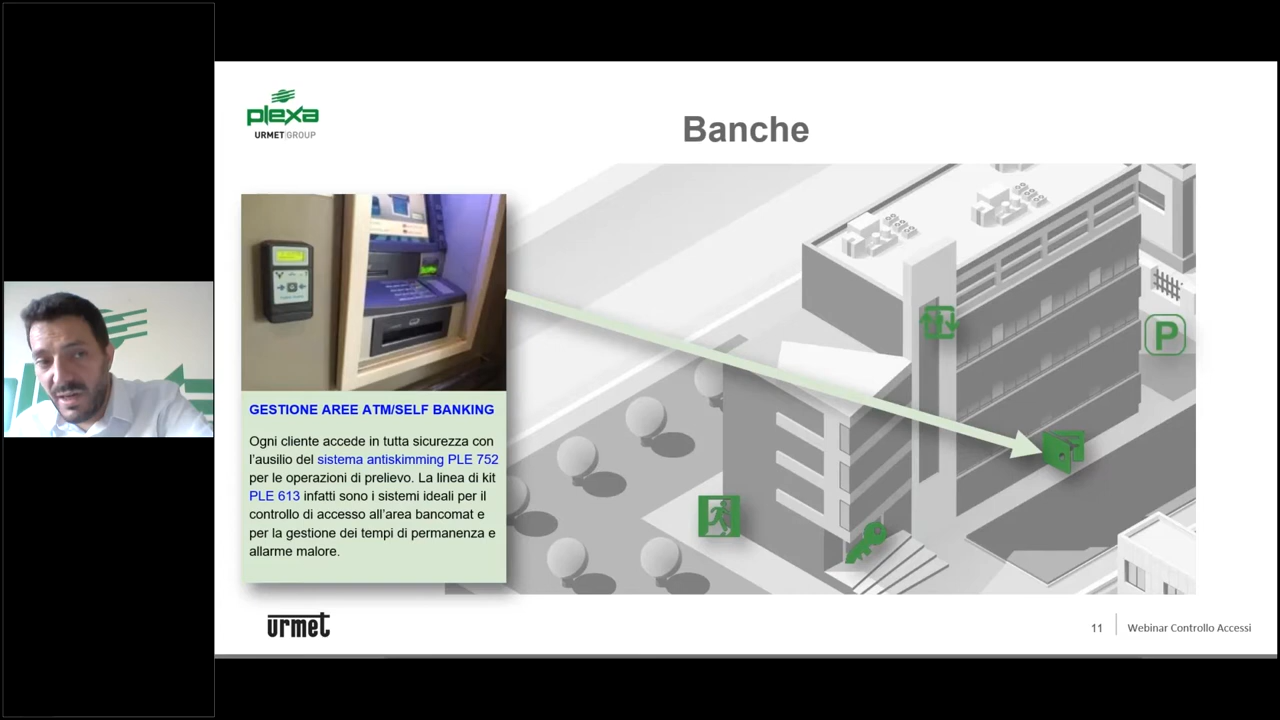 plexa
URMET GROUP
Banche
GESTIONE AREE ATM/SELF BANKING
Ogni cliente accede in tutta sicurezza con
l'ausilio del sistema antiskimming PLE 752
per le operazioni di prelievo. La linea di kit
PLE 613 infatti sono i sistemi ideali per il
controllo di accesso all'area bancomat e
per la gestione dei tempi di permanenza e
allarme malore.
P
urmet
11
Webinar Controllo Accessi